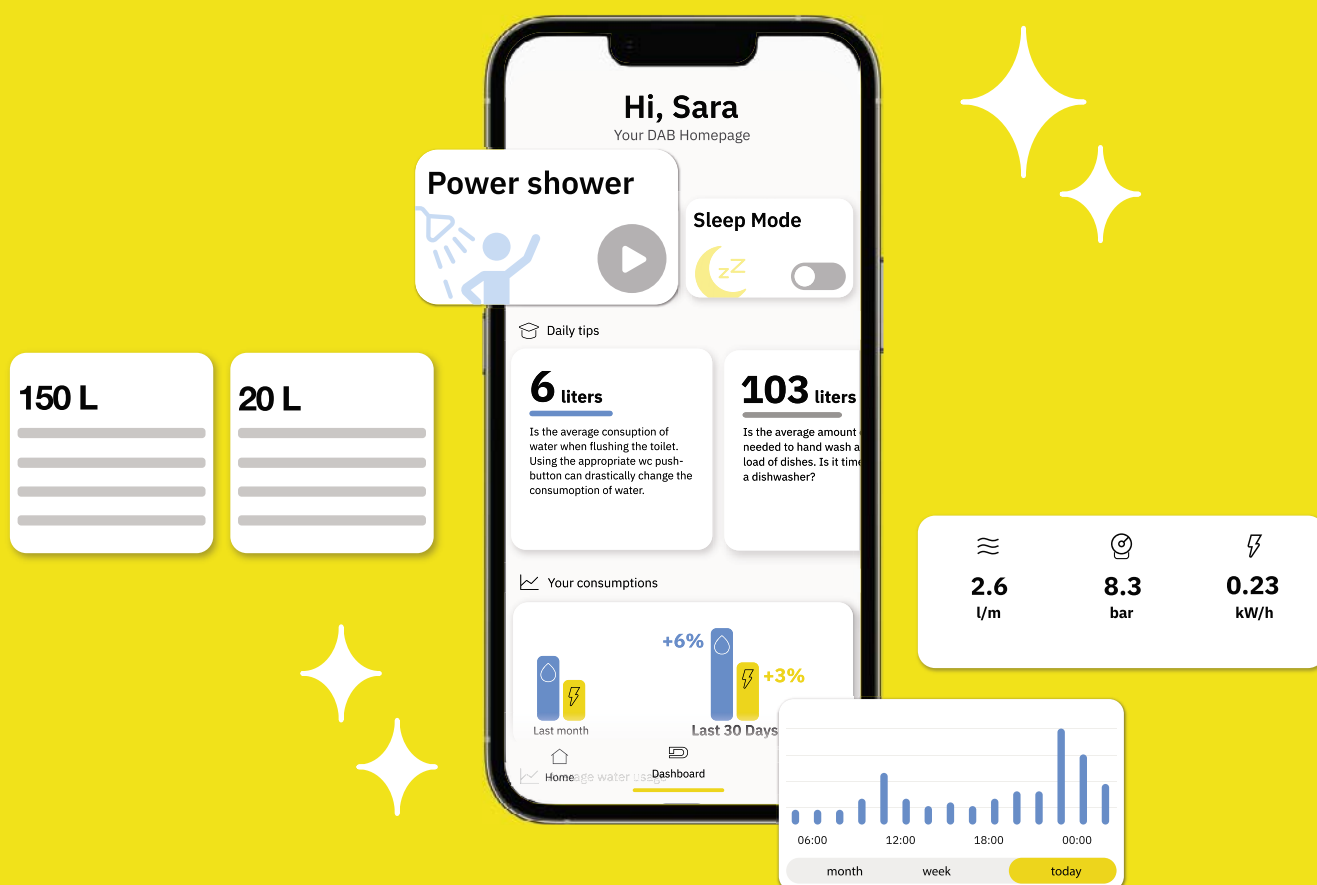 Hi, Sara
Your DAB Homepage
Power shower
Sleep Mode
zZ
Daily tips
150 L
20 L
6 liters
Is the average consuption of
water when flushing the toilet.
Using the appropriate wc push-
button can drastically change the
consumoption of water.
103 liters
Is the average amount
needed to hand wash a
load of dishes. Is it time
a dishwasher?
2.6
l/m
8.3
bar
0.23
kW/h
Your consumptions
+6%
+3%
Last month
Last 30 Days
Home
age water usage
Dashboard
06:00 12:00 18:00 00:00
month week today